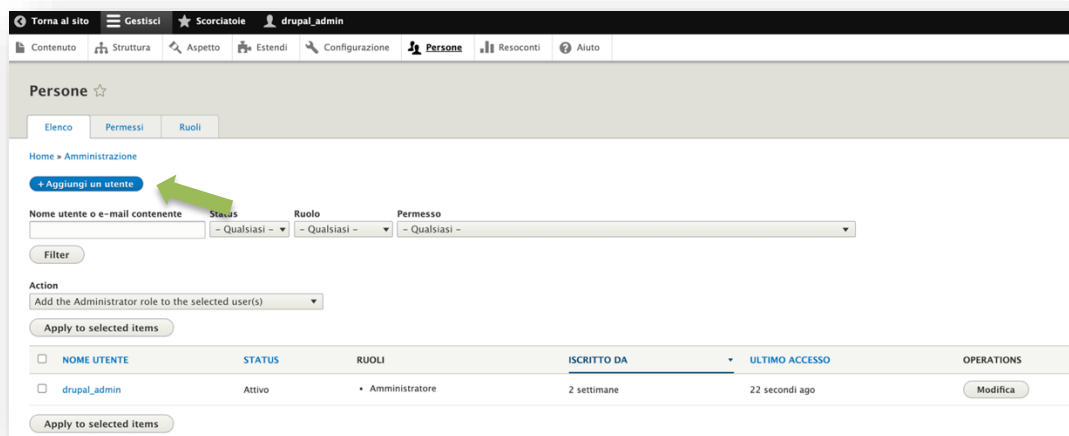 Torna al sito Gestisci Scorciatoie drupal_admin
Contenuto Struttura Aspetto Estendi Configurazione Persone Resoconti Aiuto
Persone
Elenco Permessi Ruoli
Home » Amministrazione
+ Aggiungi un utente
Nome utente o e-mail contenente Status Ruolo Permesso
- Qualsiasi - - Qualsiasi - - Qualsiasi -
Filter
Action
Add the Administrator role to the selected user(s)
Apply to selected items
NOME UTENTE STATUS RUOLI ISCRITTO DA ULTIMO ACCESSO OPERATIONS
drupal_admin Attivo • Amministratore 2 settimane 22 secondi ago Modifica
Apply to selected items